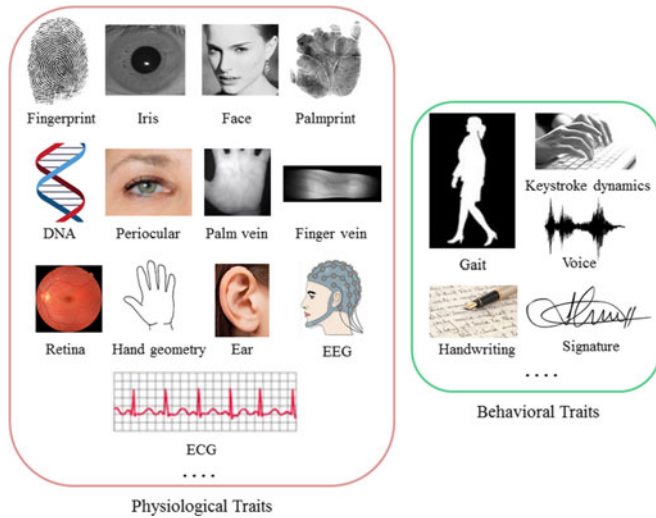 Fingerprint Iris Face Palmprint
DNA Periocular Palm vein Finger vein
Retina Hand geometry Ear EEG
ECG
....
Physiological Traits
Keystroke dynamics
Gait Voice
Handwriting Signature
....
Behavioral Traits